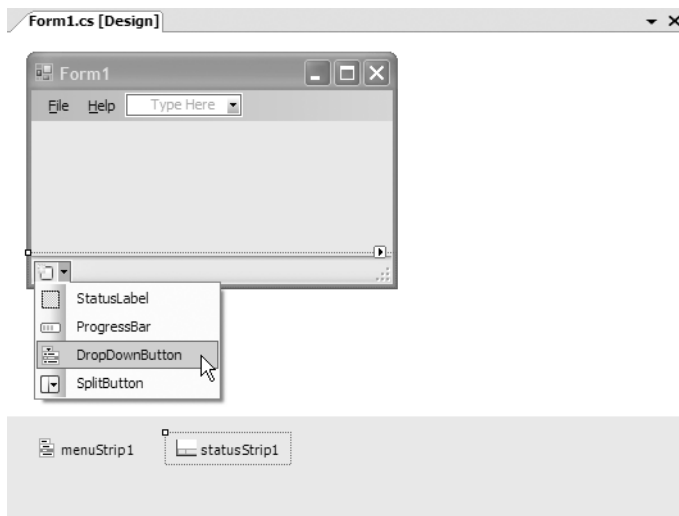 Form1.cs [Design]
Form1
File Help Type Here
StatusLabel
ProgressBar
DropDownButton
SplitButton
menuStrip1 statusStrip1